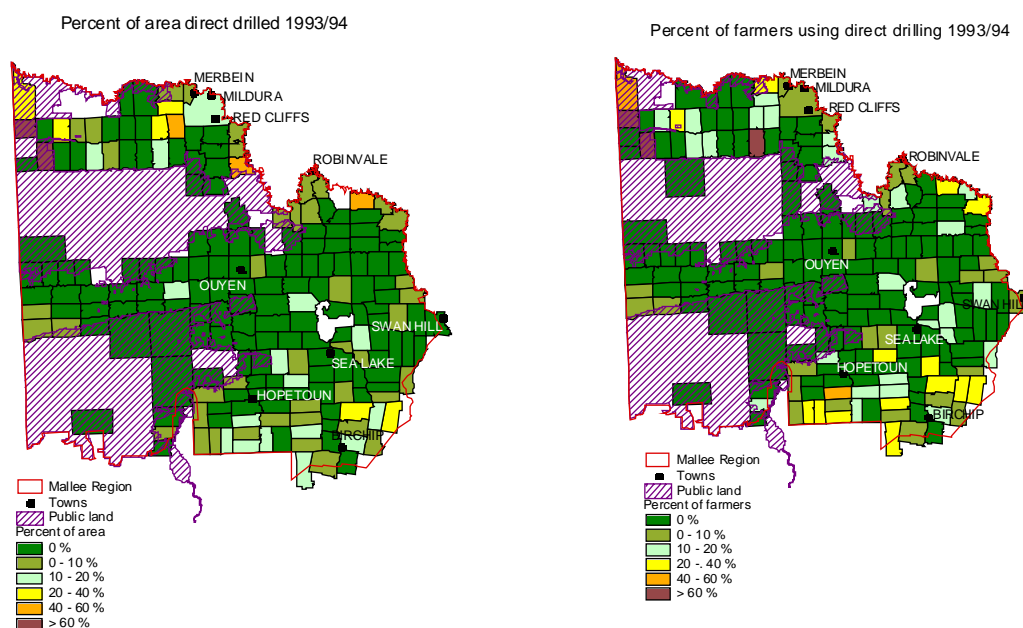 Percent of area direct drilled 1993/94
MERBEIN
MILDURA
RED CLIFFS
ROBINVALE
OUYEN
SWAN HILL
SEA LAKE
HOPETOUN
BIRCHIP
Mallee Region
Towns
Public land
Percent of area
0 %
0 - 10 %
10 - 20 %
20 - 40 %
40 - 60 %
> 60 %
Percent of farmers using direct drilling 1993/94
MERBEIN
MILDURA
RED CLIFFS
ROBINVALE
OUYEN
SWAN HILL
SEA LAKE
HOPETOUN
BIRCHIP
Mallee Region
Towns
Public land
Percent of farmers
0 %
0 - 10 %
10 - 20 %
20 -. 40 %
40 - 60 %
> 60 %